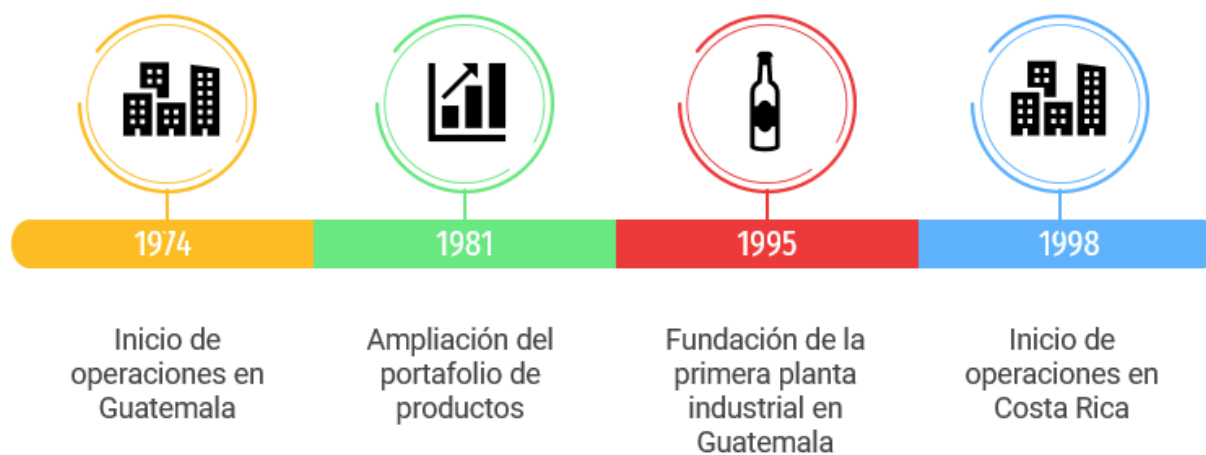 1974
1981
1995
1998
Inicio de
operaciones en
Guatemala
Ampliación del
portafolio de
productos
Fundación de la
primera planta
industrial en
Guatemala
Inicio de
operaciones en
Costa Rica